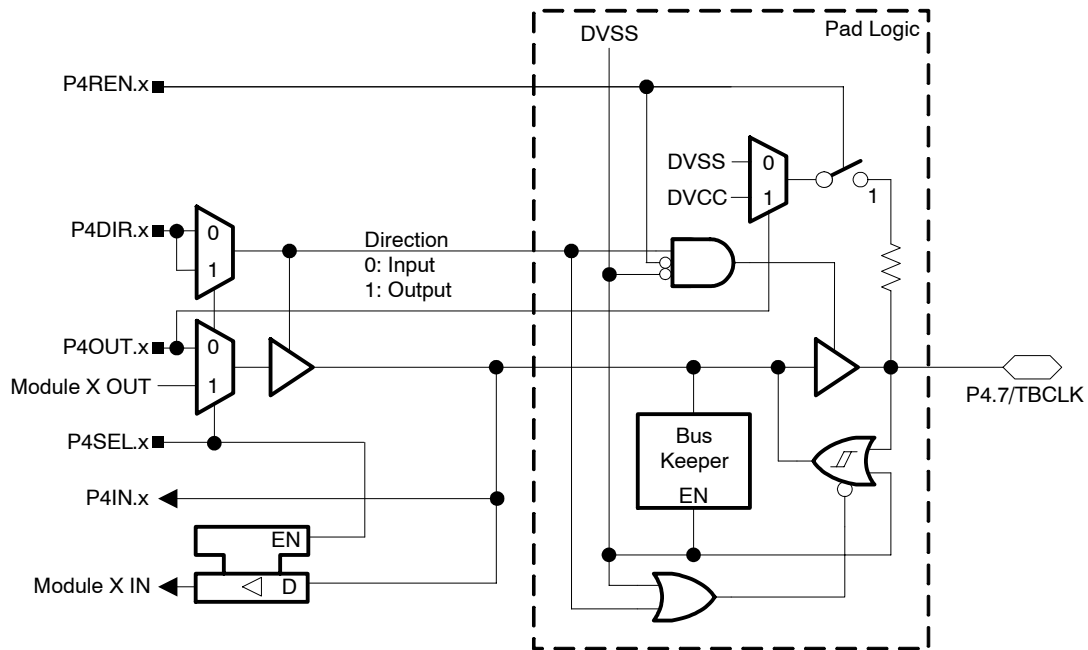 Pad Logic
DVSS
P4REN.x
DVSS
0
DVCC
1
1
P4DIR.x
0
1
Direction
0: Input
1: Output
P4OUT.x
0
Module X OUT
1
P4.7/TBCLK
P4SEL.x
Bus
Keeper
EN
P4IN.x
EN
Module X IN
D